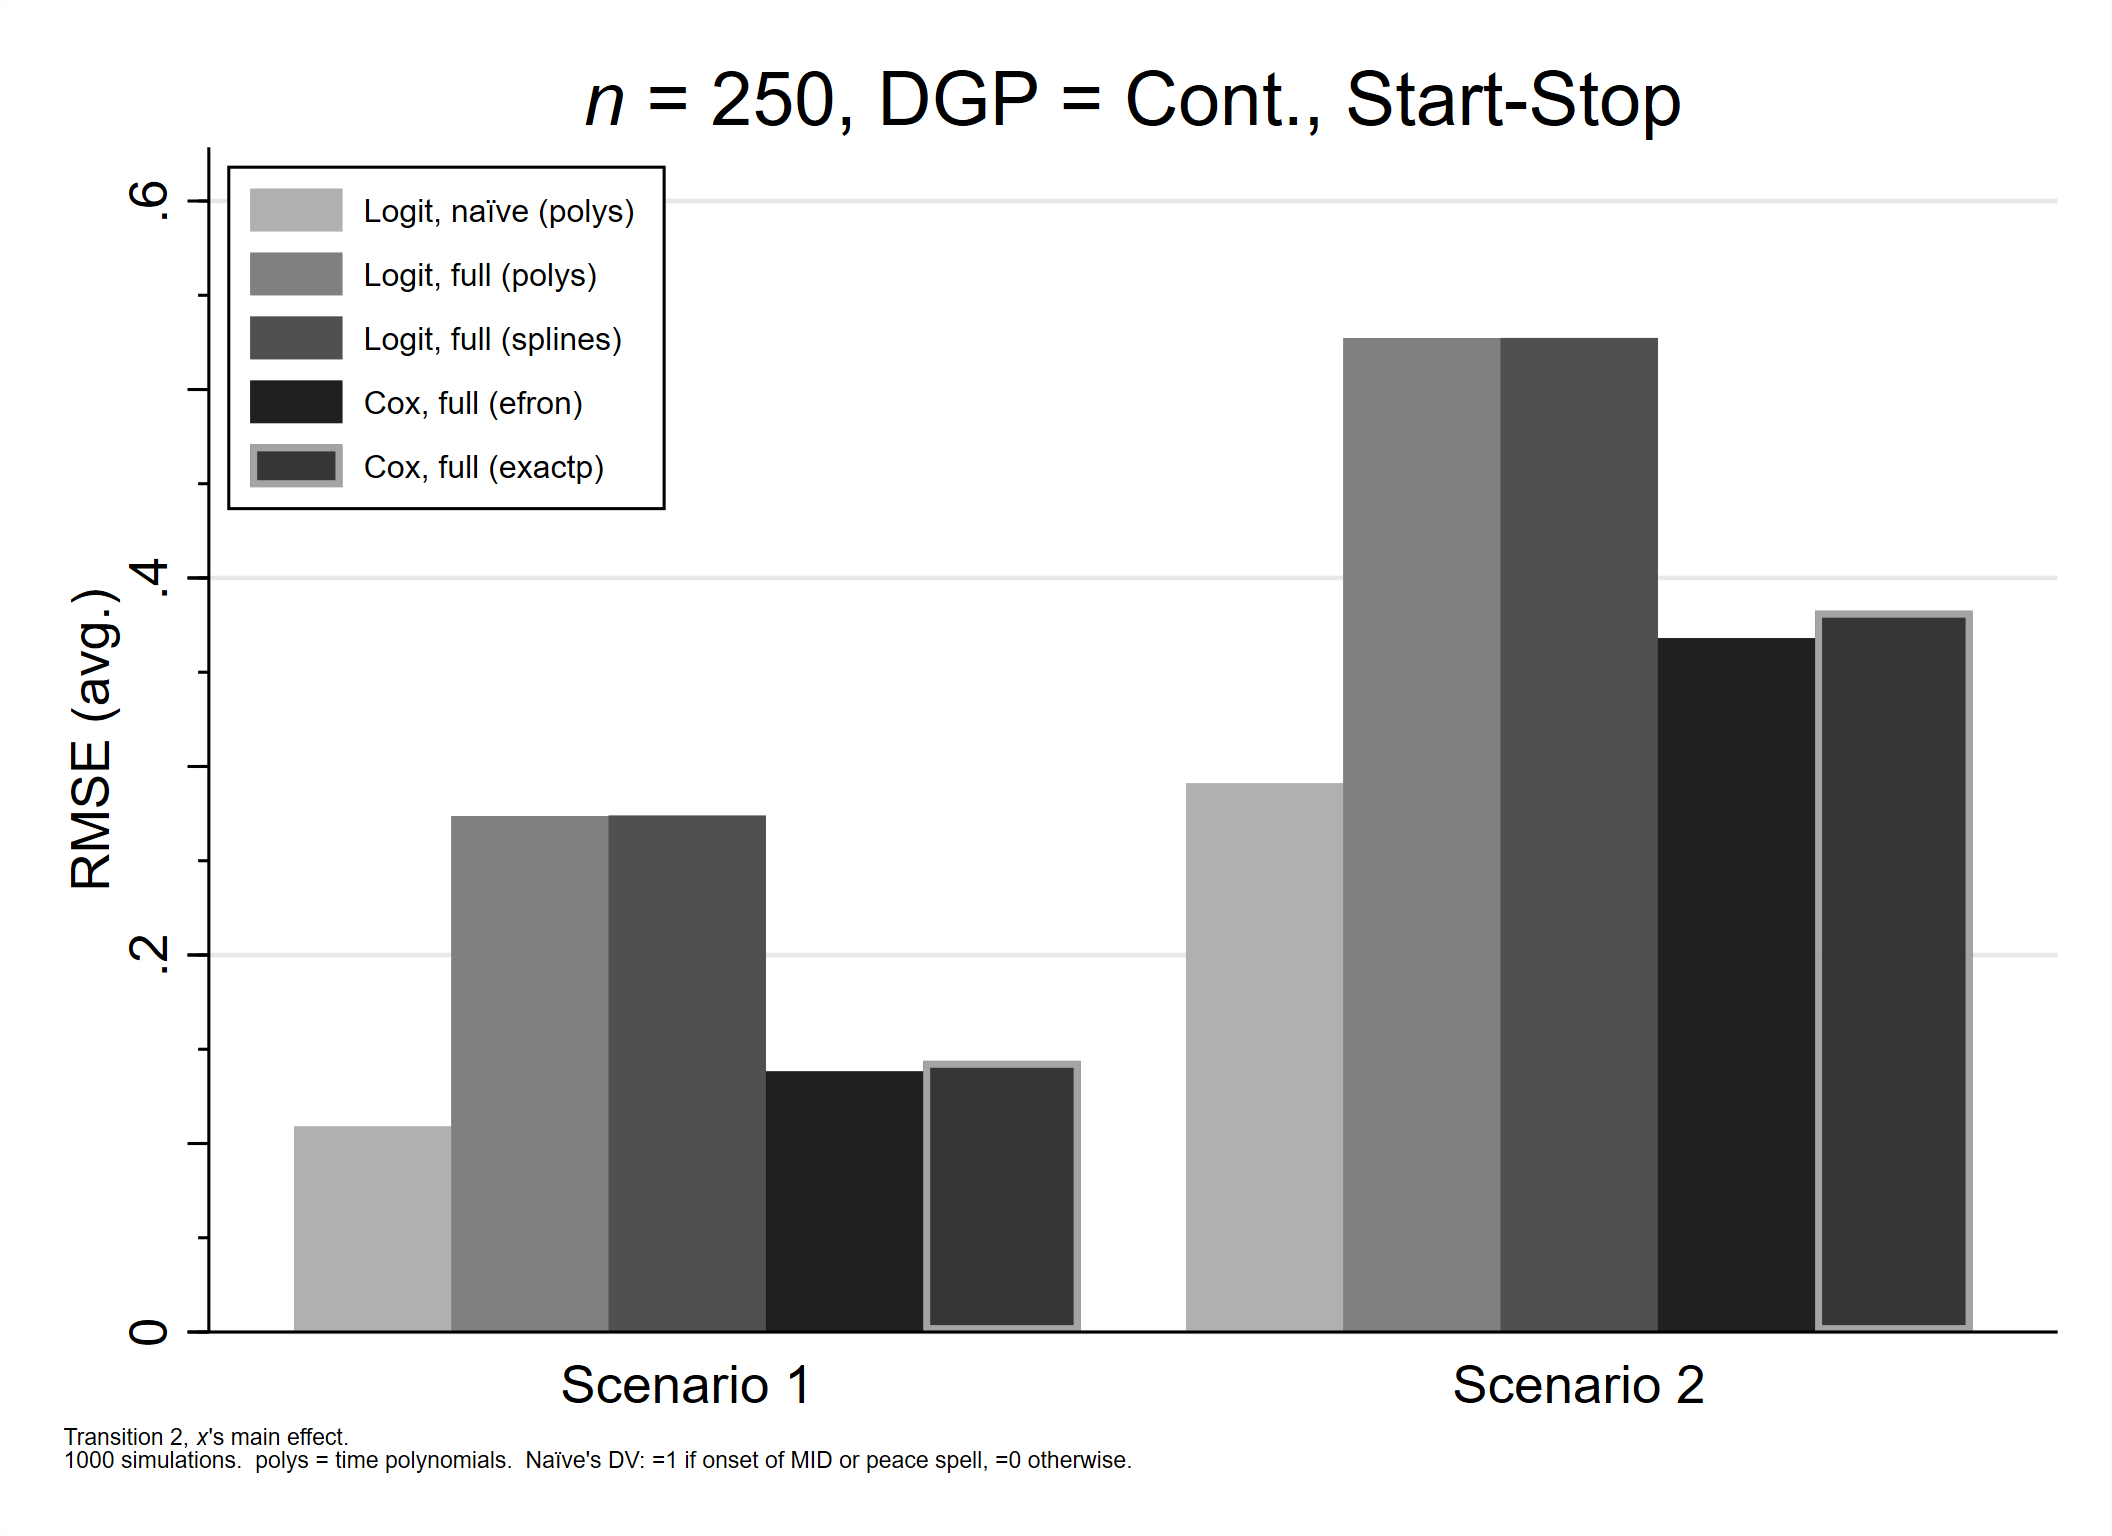 n = 250, DGP = Cont., Start-Stop
Logit, naïve (polys)
Logit, full (polys)
Logit, full (splines)
Cox, full (efron)
Cox, full (exactp)
RMSE (avg.)
.6
.4
.2
0
Scenario 1
Scenario 2
Transition 2, x's main effect.
1000 simulations.  polys = time polynomials.  Naïve's DV: =1 if onset of MID or peace spell, =0 otherwise.